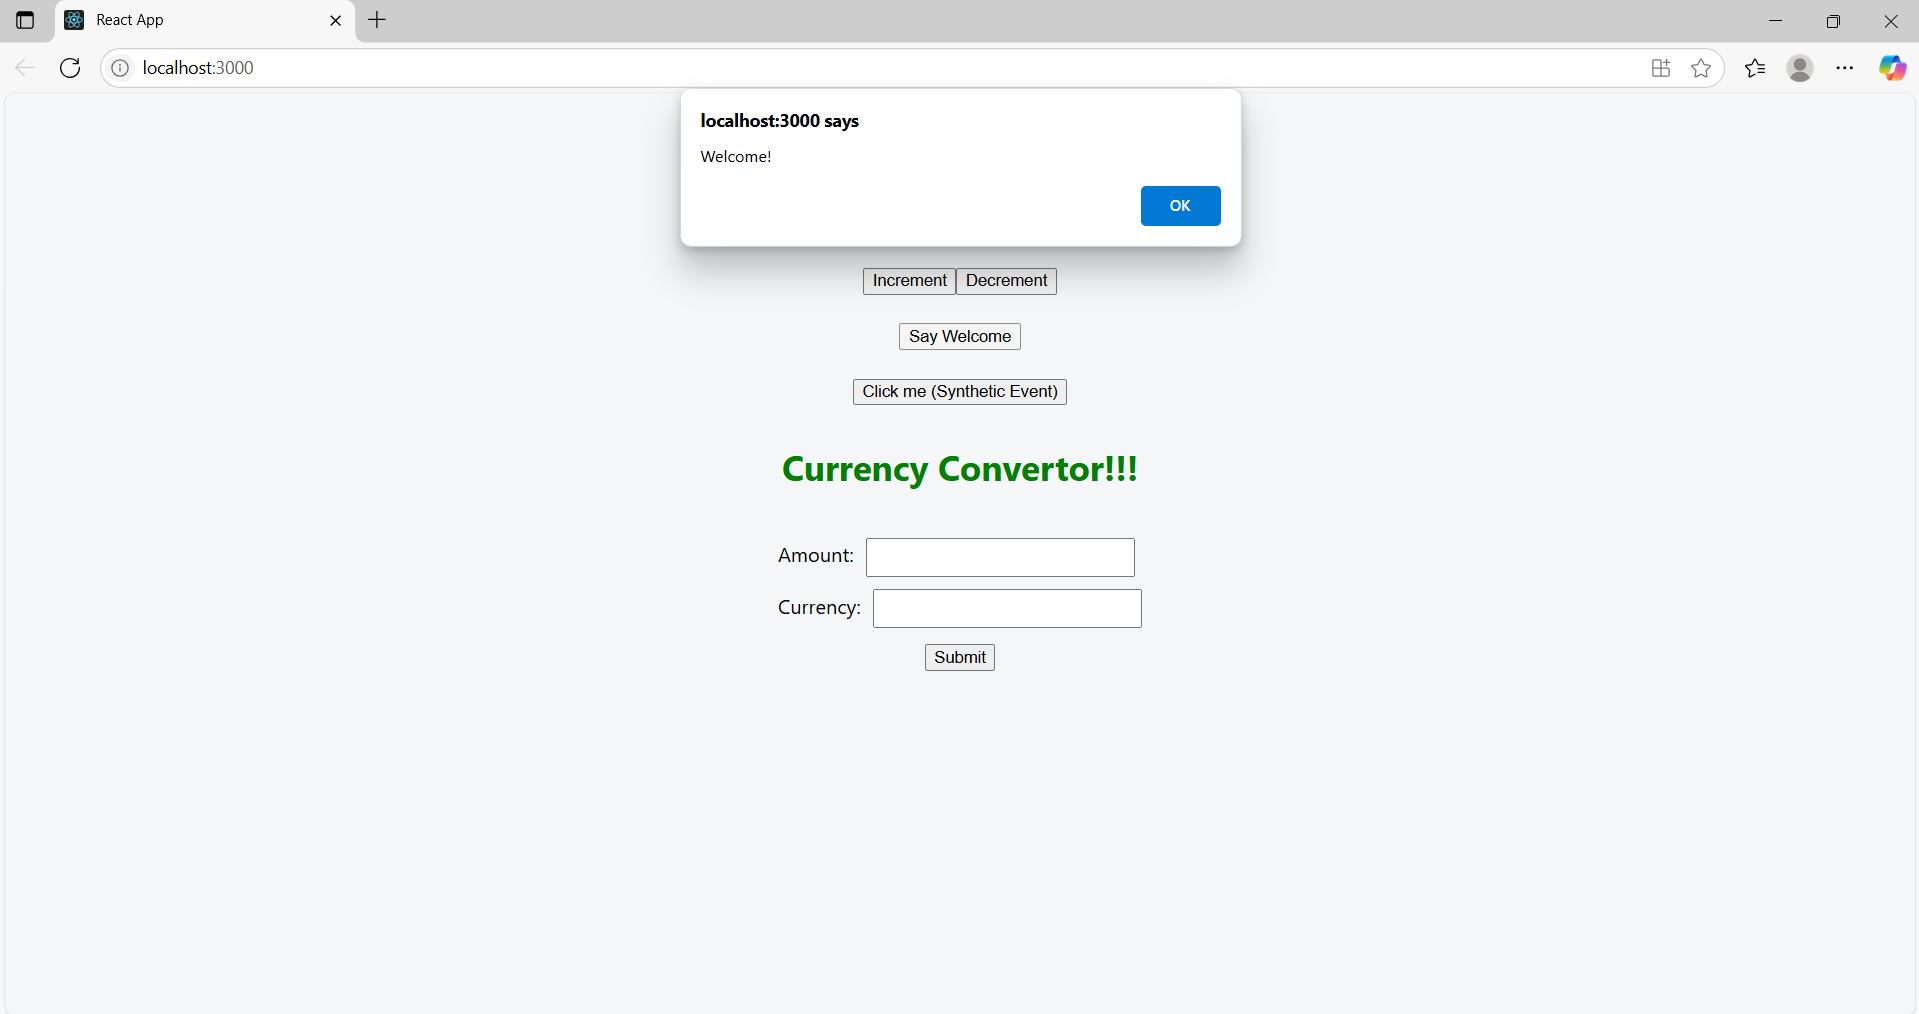 React App
localhost:3000
localhost:3000 says
Welcome!
OK
Increment Decrement
Say Welcome
Click me (Synthetic Event)
Currency Convertor!!!
Amount:
Currency:
Submit